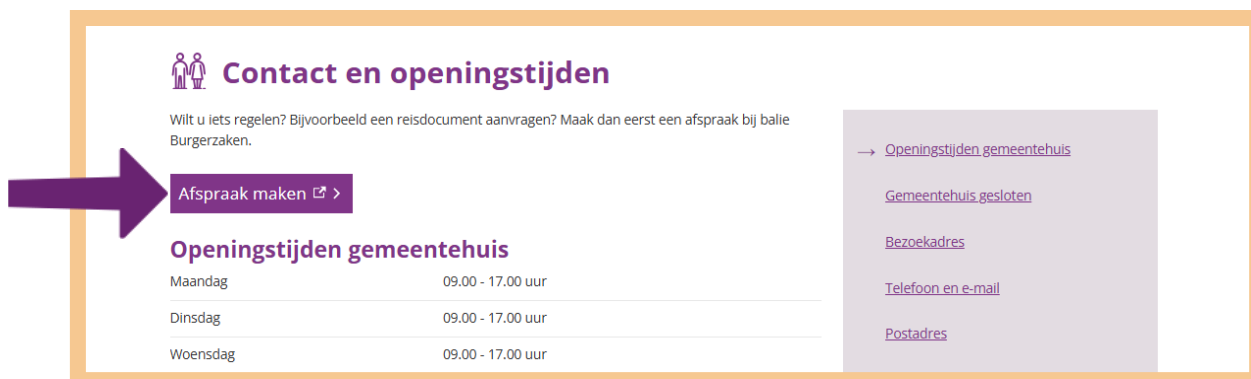 Contact en openingstijden
Wilt u iets regelen? Bijvoorbeeld een reisdocument aanvragen? Maak dan eerst een afspraak bij balie
Burgerzaken.
Afspraak maken
Openingstijden gemeentehuis
Maandag 09.00 - 17.00 uur
Dinsdag 09.00 - 17.00 uur
Woensdag 09.00 - 17.00 uur
→ Openingstijden gemeentehuis
Gemeentehuis gesloten
Bezoekadres
Telefoon en e-mail
Postadres